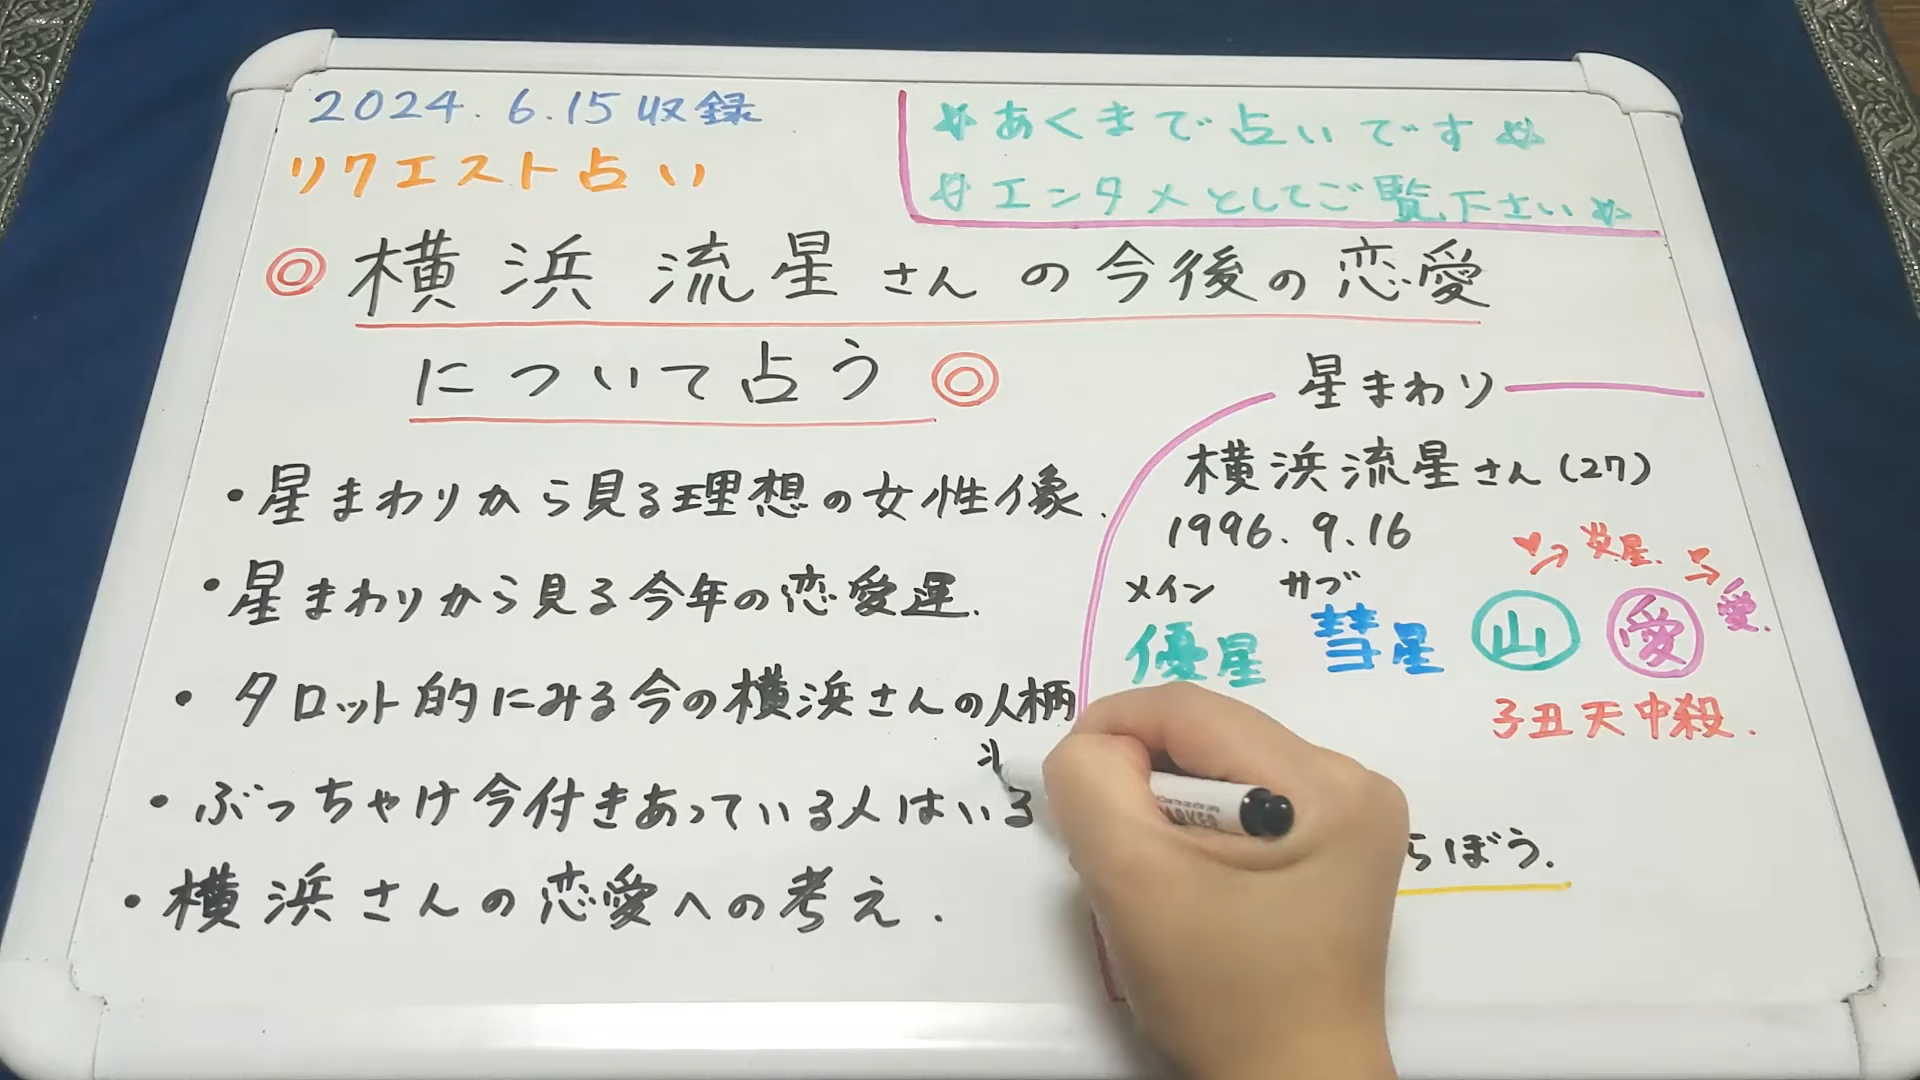 2024.6.15収録
リクエスト占い
あくまで占いです
エンタメとしてご覧下さい
◎横浜流星さんの今後の恋愛
について占う◎
・星まわりから見る理想の女性像.
・星まわりから見る今年の恋愛運.
・タロット的にみる今の横浜さんの人柄
・ぶっちゃけ今付きあっている人はいる
・横浜さんの恋愛への考え.
星まわり
横浜流星さん(27)
1996.9.16
メイン サブ
優星 彗星 山 愛
愛.
子丑天中殺.
らぼう.
MARKER